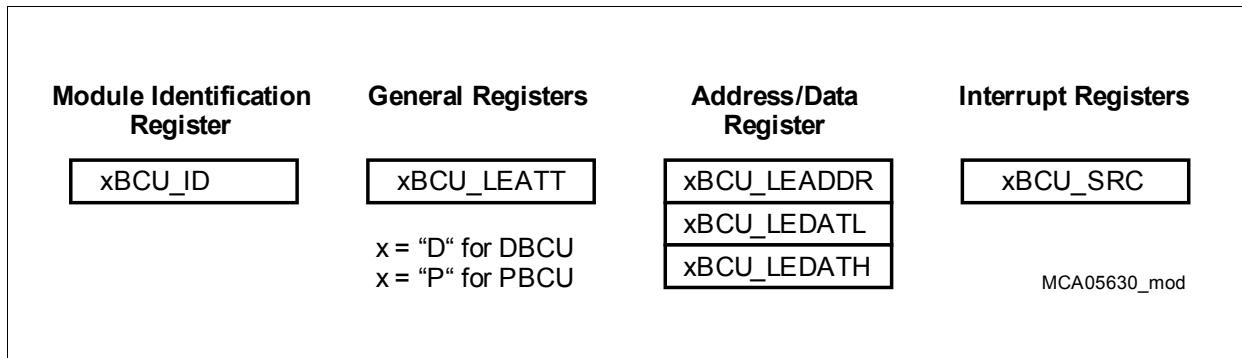 Module Identification
Register
General Registers
Address/Data
Register
Interrupt Registers
xBCU_ID
xBCU_LEATT
xBCU_LEADDR
xBCU_SRC
xBCU_LEDATL
xBCU_LEDATH
x = “D“ for DBCU
x = “P“ for PBCU
MCA05630_mod